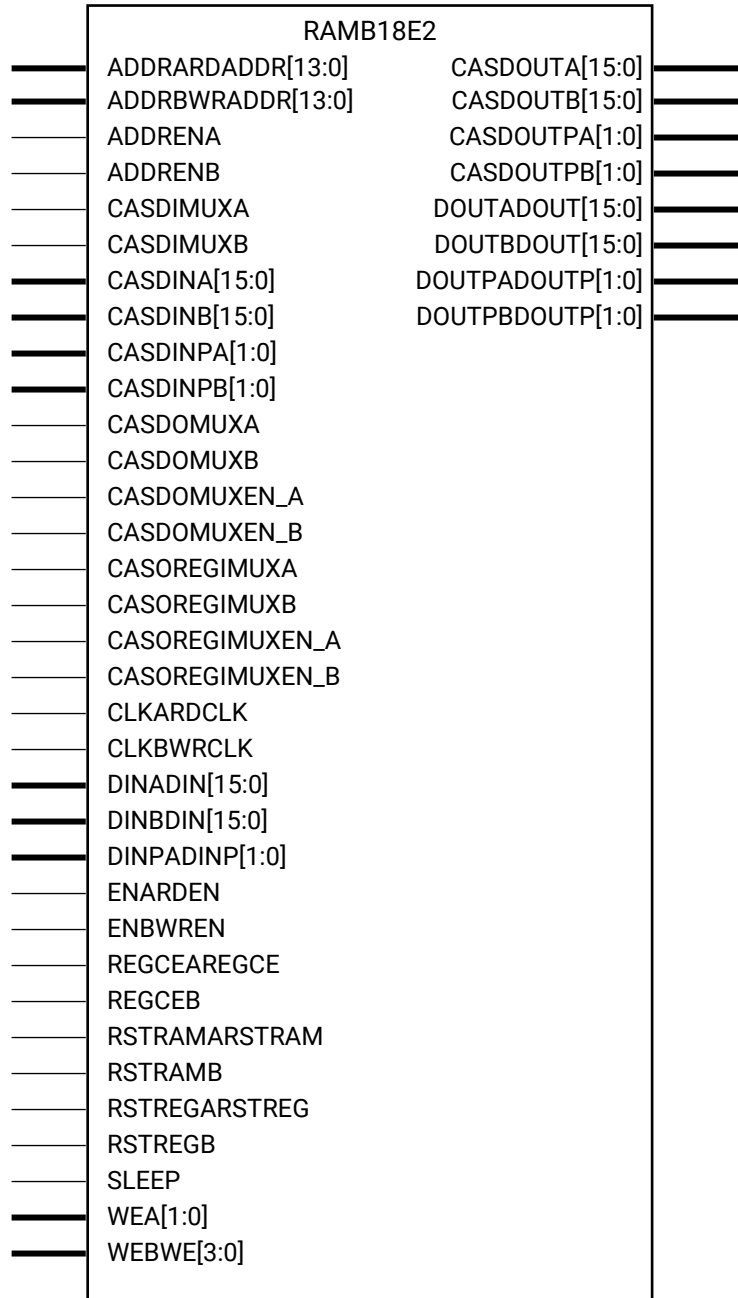 RAMB18E2
ADDRARDADDR[13:0] CASDOUTA[15:0]
ADDRBWRADDR[13:0] CASDOUTB[15:0]
ADDRENA CASDOUTPA[1:0]
ADDRENB CASDOUTPB[1:0]
CASDIMUXA DOUTADOUT[15:0]
CASDIMUXB DOUTBDOUT[15:0]
CASDINA[15:0] DOUTPADOUTP[1:0]
CASDINB[15:0] DOUTPBDOUTP[1:0]
CASDINPA[1:0]
CASDINPB[1:0]
CASDOMUXA
CASDOMUXB
CASDOMUXEN_A
CASDOMUXEN_B
CASOREGIMUXA
CASOREGIMUXB
CASOREGIMUXEN_A
CASOREGIMUXEN_B
CLKARDCLK
CLKBWRCLK
DINADIN[15:0]
DINBDIN[15:0]
DINPADINP[1:0]
ENARDEN
ENBWREN
REGCEAREGCE
REGCEB
RSTRAMARSTRAM
RSTRAMB
RSTREGARSTREG
RSTREGB
SLEEP
WEA[1:0]
WEBWE[3:0]